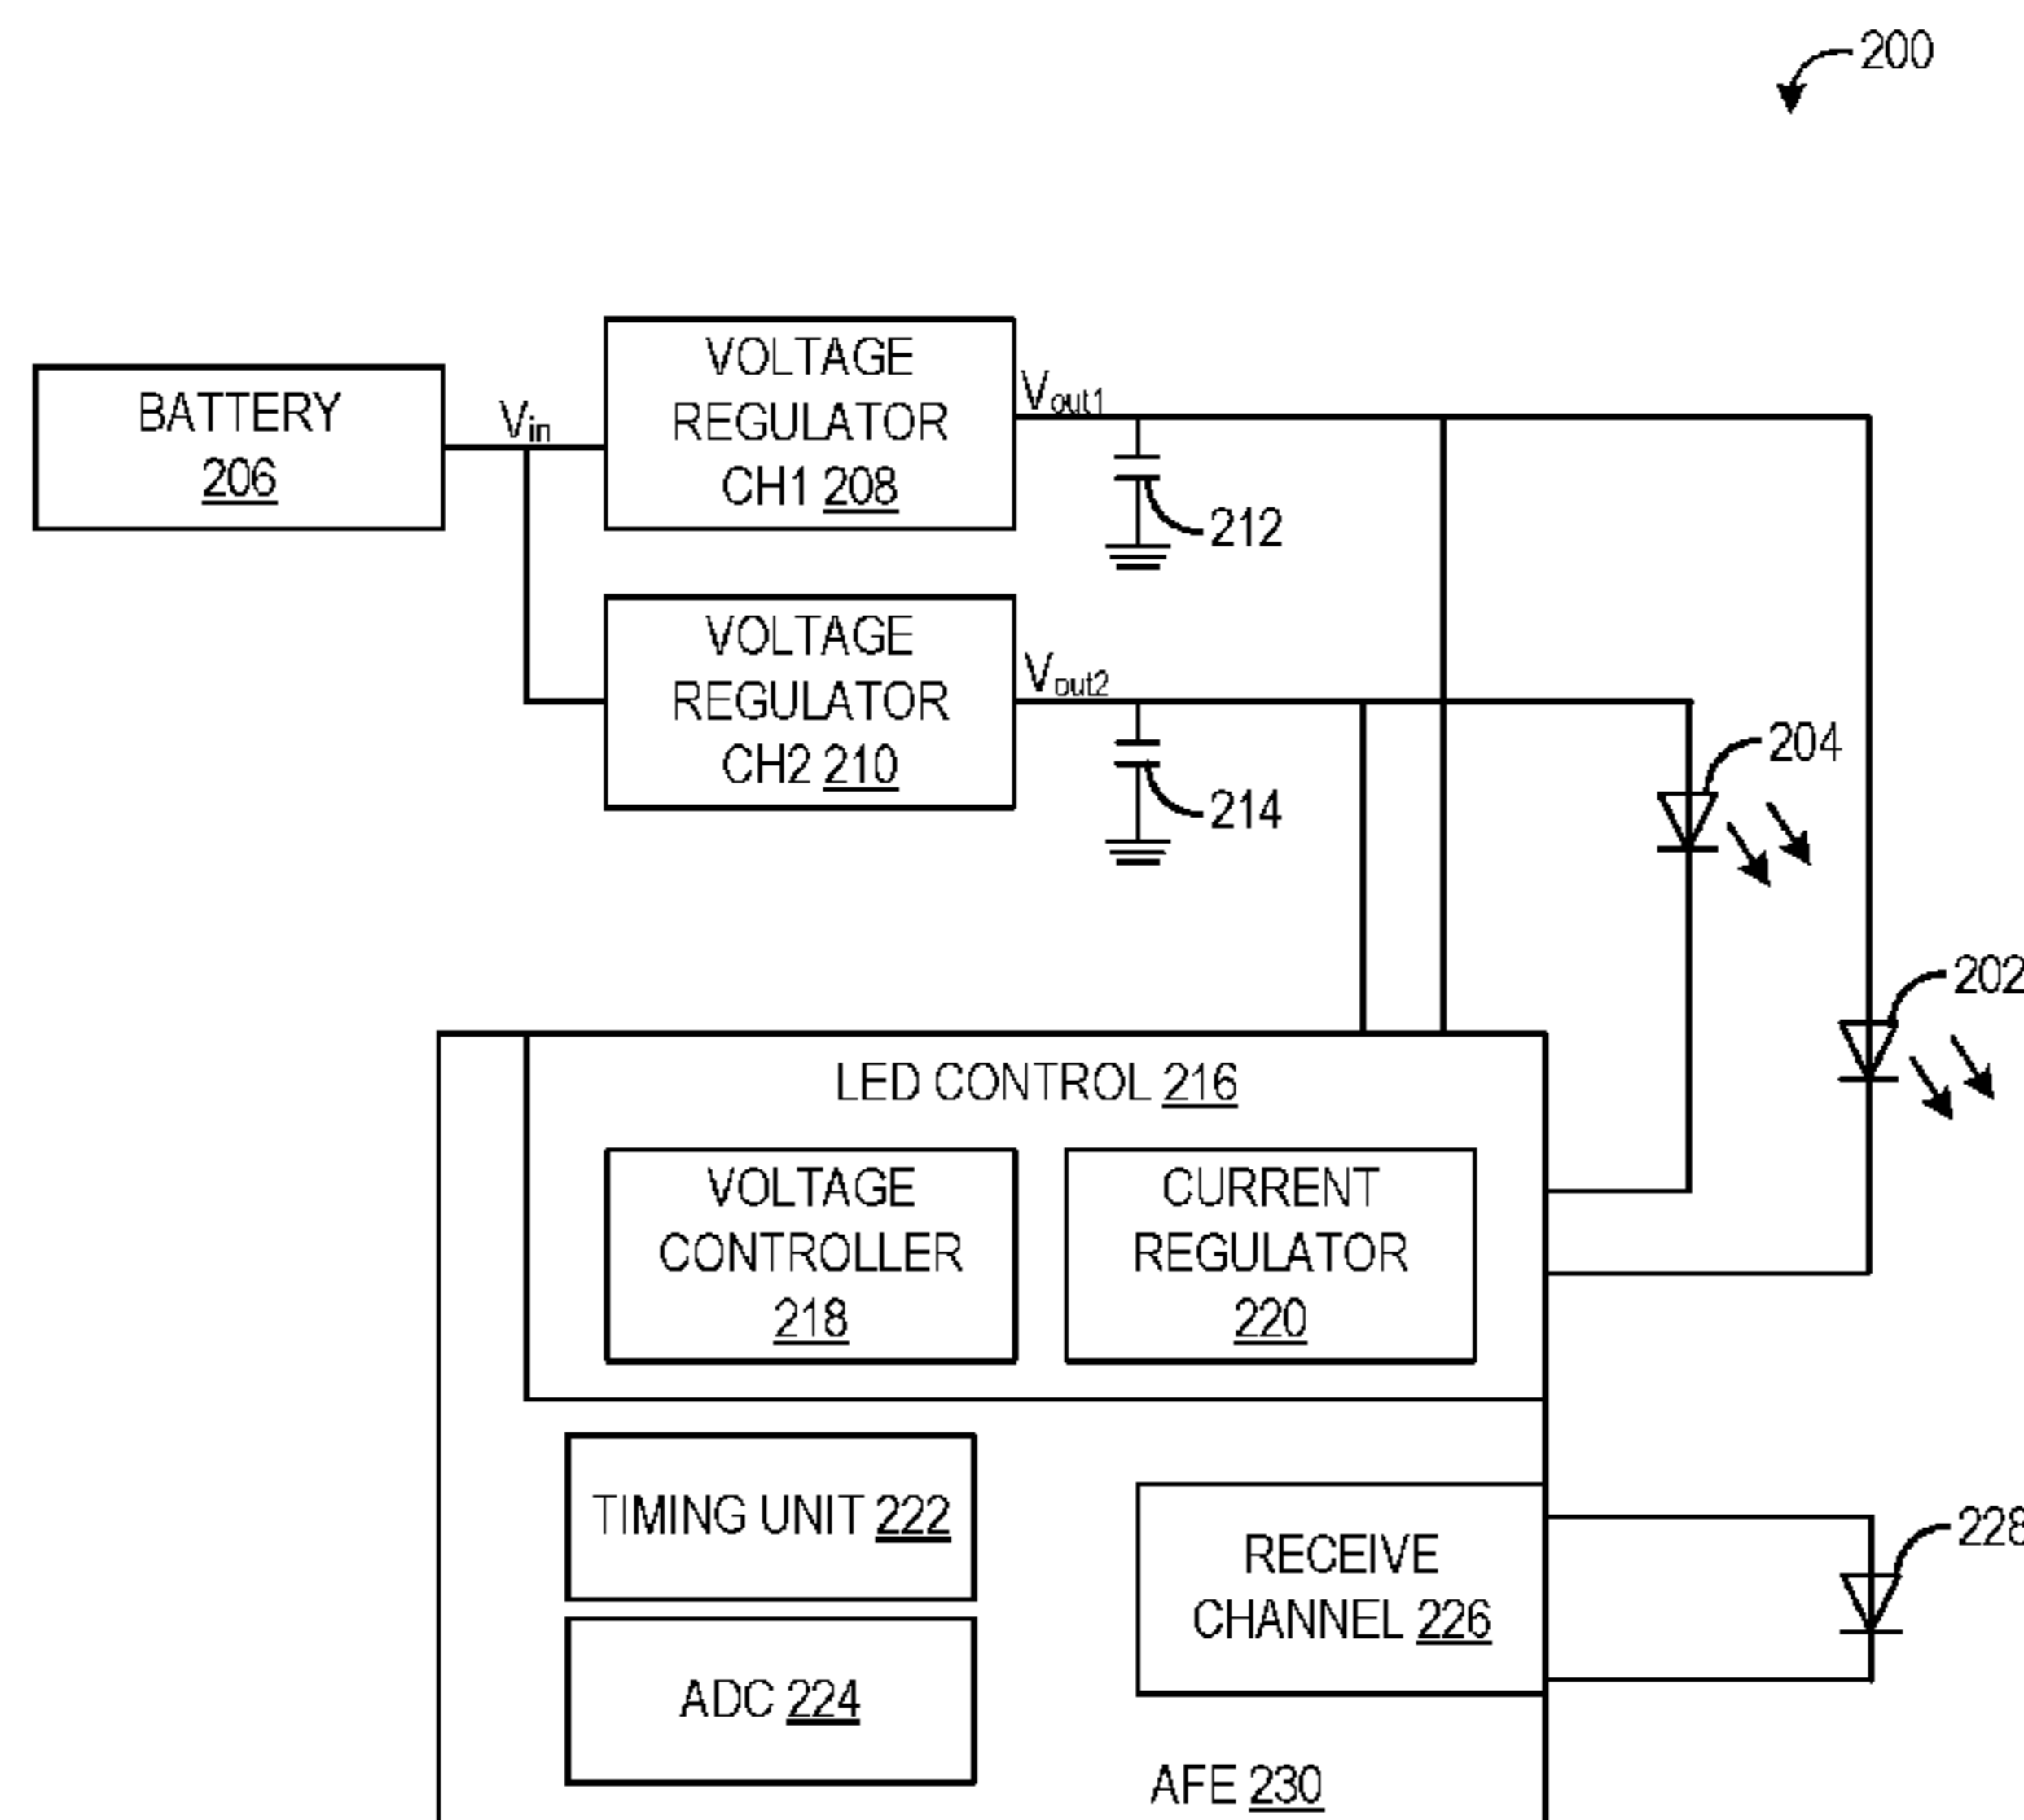 200
BATTERY
206
Vin
VOLTAGE
REGULATOR
CH1 208
Vout1
212
VOLTAGE
REGULATOR
CH2 210
Vout2
214
204
202
LED CONTROL 216
VOLTAGE
CONTROLLER
218
CURRENT
REGULATOR
220
TIMING UNIT 222
ADC 224
RECEIVE
CHANNEL 226
228
AFE 230